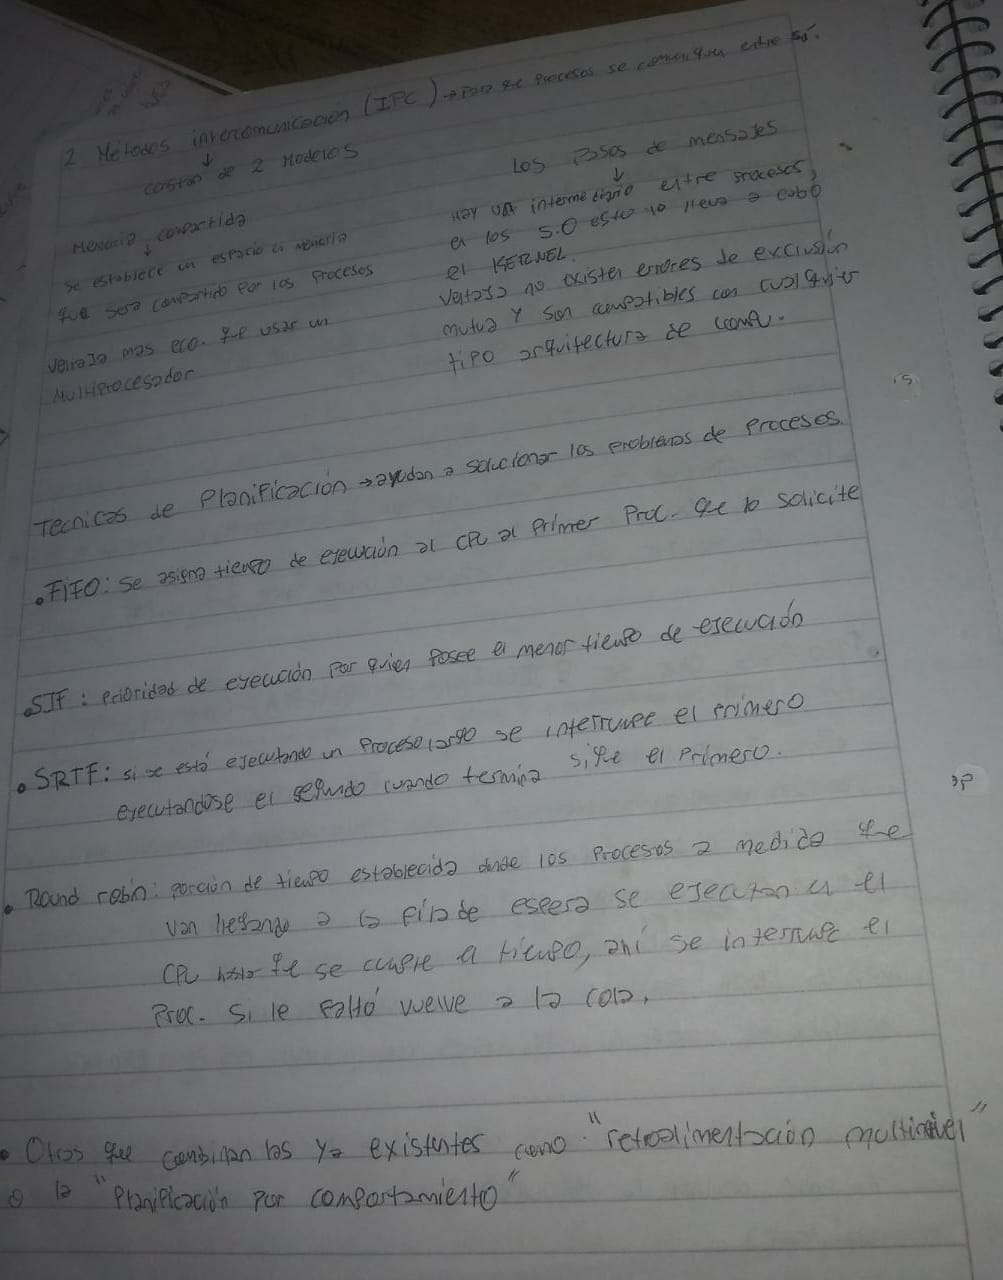 2 Métodos intercomunicación (IPC) → para que procesos se comuniquen entre sí.
↓
constan de 2 Modelos
Memoria compartida
↓
se establece un espacio en memoria
que será compartido por los procesos
Ventaja mas eco. que usar un
Multiprocesador
Los Pasos de mensajes
↓
Hay un intermediario entre procesos,
en los S.O esto lo lleva a cabo
el KERNEL.
Ventaja no existen errores de exclusión
mutua y son compatibles con cualquier
tipo arquitectura de comp.
Tecnicas de Planificación → ayudan a solucionar los problemas de Procesos.
• FIFO: Se asigna tiempo de ejecución al CPU al Primer Proc. que lo solicite
• SJF: prioridad de ejecución por quien Posee el menor tiempo de ejecución
• SRTF: si se está ejecutando un Proceso largo se interrumpe el primero
ejecutandose el segundo cuando termina sigue el Primero.
• Round robin: porción de tiempo establecida donde los procesos a medida que
van llegando a la fila de espera se ejecutan en el
CPU hasta que se cumple el tiempo, ahí se interrumpe el
Proc. Si le faltó vuelve a la cola.
• Otros que combinan los ya existentes como "retroalimentación multinivel"
o la "Planificación por comportamiento"